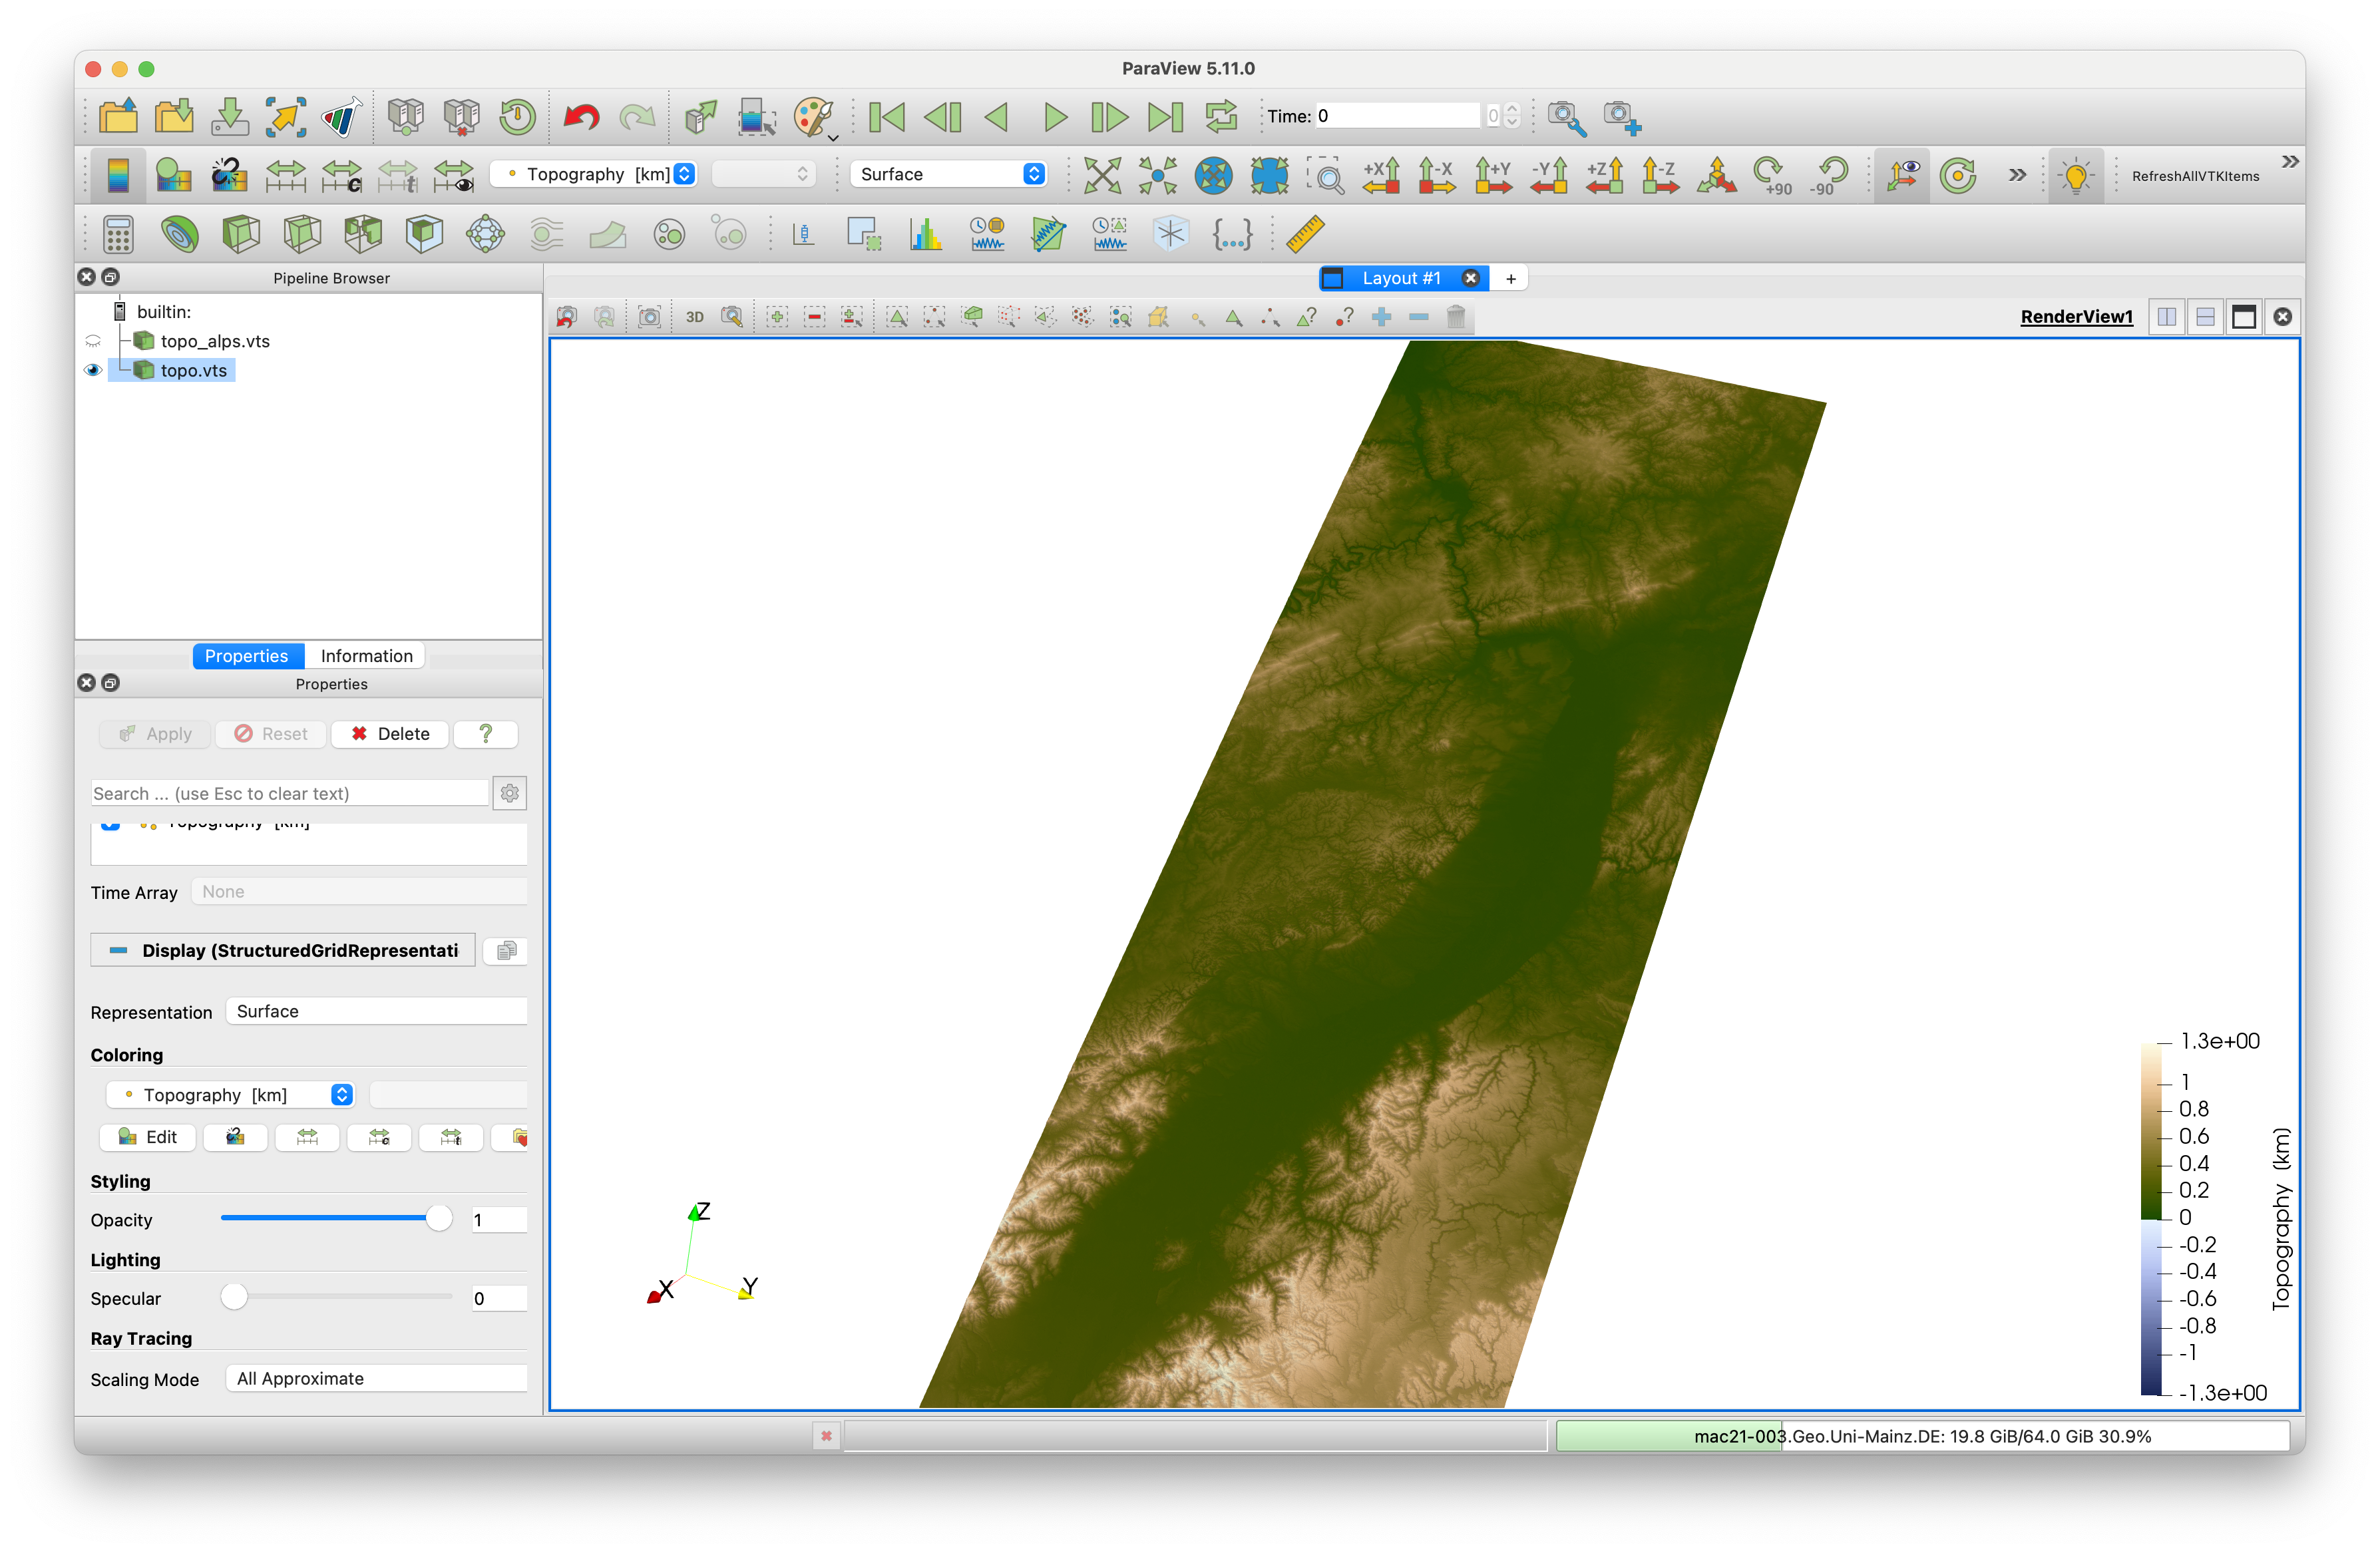 ParaView 5.11.0
Time: 0
0
Topography [km]
Surface
+X
-X
+Y
-Y
+Z
-Z
+90
-90
RefreshAllVTKItems
Pipeline Browser
Layout #1
+
builtin:
topo_alps.vts
topo.vts
3D
RenderView1
Properties Information
Properties
Apply Reset Delete ?
Search ... (use Esc to clear text)
Topography [km]
Time Array None
Display (StructuredGridRepresentati
Representation Surface
Coloring
Topography [km]
Edit
Styling
Opacity 1
Lighting
Specular 0
Ray Tracing
Scaling Mode All Approximate
Z
X
Y
1.3e+00
1
0.8
0.6
0.4
0.2
0
-0.2
-0.4
-0.6
-0.8
-1
-1.3e+00
Topography (km)
mac21-003.Geo.Uni-Mainz.DE: 19.8 GiB/64.0 GiB 30.9%